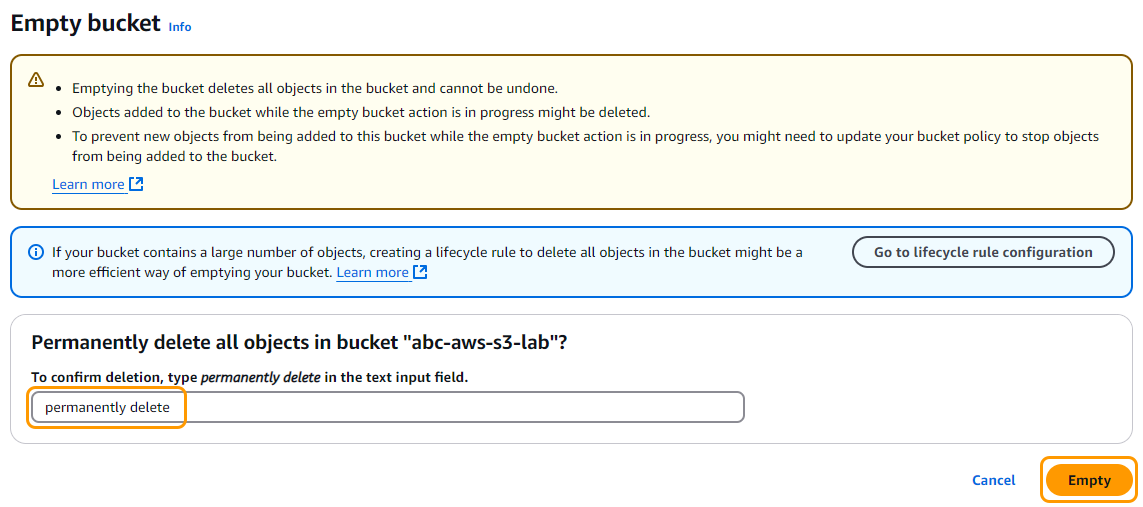 Empty bucket Info
Emptying the bucket deletes all objects in the bucket and cannot be undone.
Objects added to the bucket while the empty bucket action is in progress might be deleted.
To prevent new objects from being added to this bucket while the empty bucket action is in progress, you might need to update your bucket policy to stop objects
from being added to the bucket.
Learn more
If your bucket contains a large number of objects, creating a lifecycle rule to delete all objects in the bucket might be a
more efficient way of emptying your bucket. Learn more
Go to lifecycle rule configuration
Permanently delete all objects in bucket "abc-aws-s3-lab"?
To confirm deletion, type permanently delete in the text input field.
permanently delete
Cancel Empty